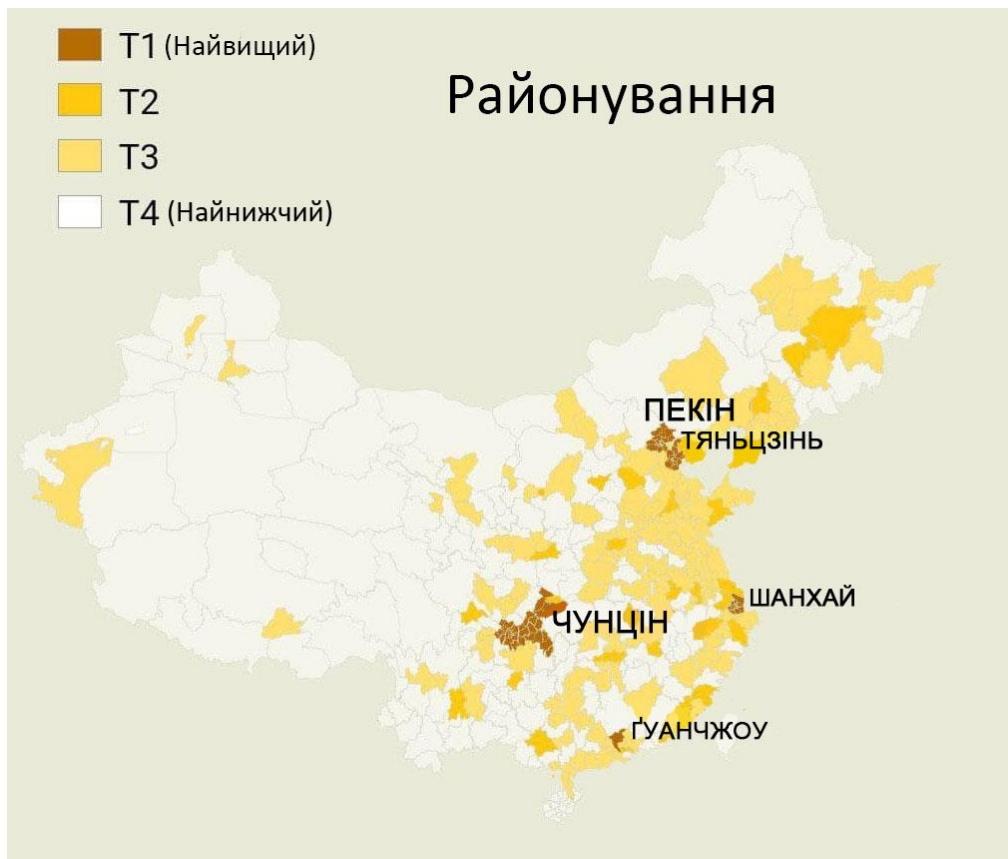 T1 (Найвищий)
T2
T3
T4 (Найнижчий)
Районування
ПЕКІН
ТЯНЬЦЗІНЬ
ШАНХАЙ
ЧУНЦІН
ҐУАНЧЖОУ